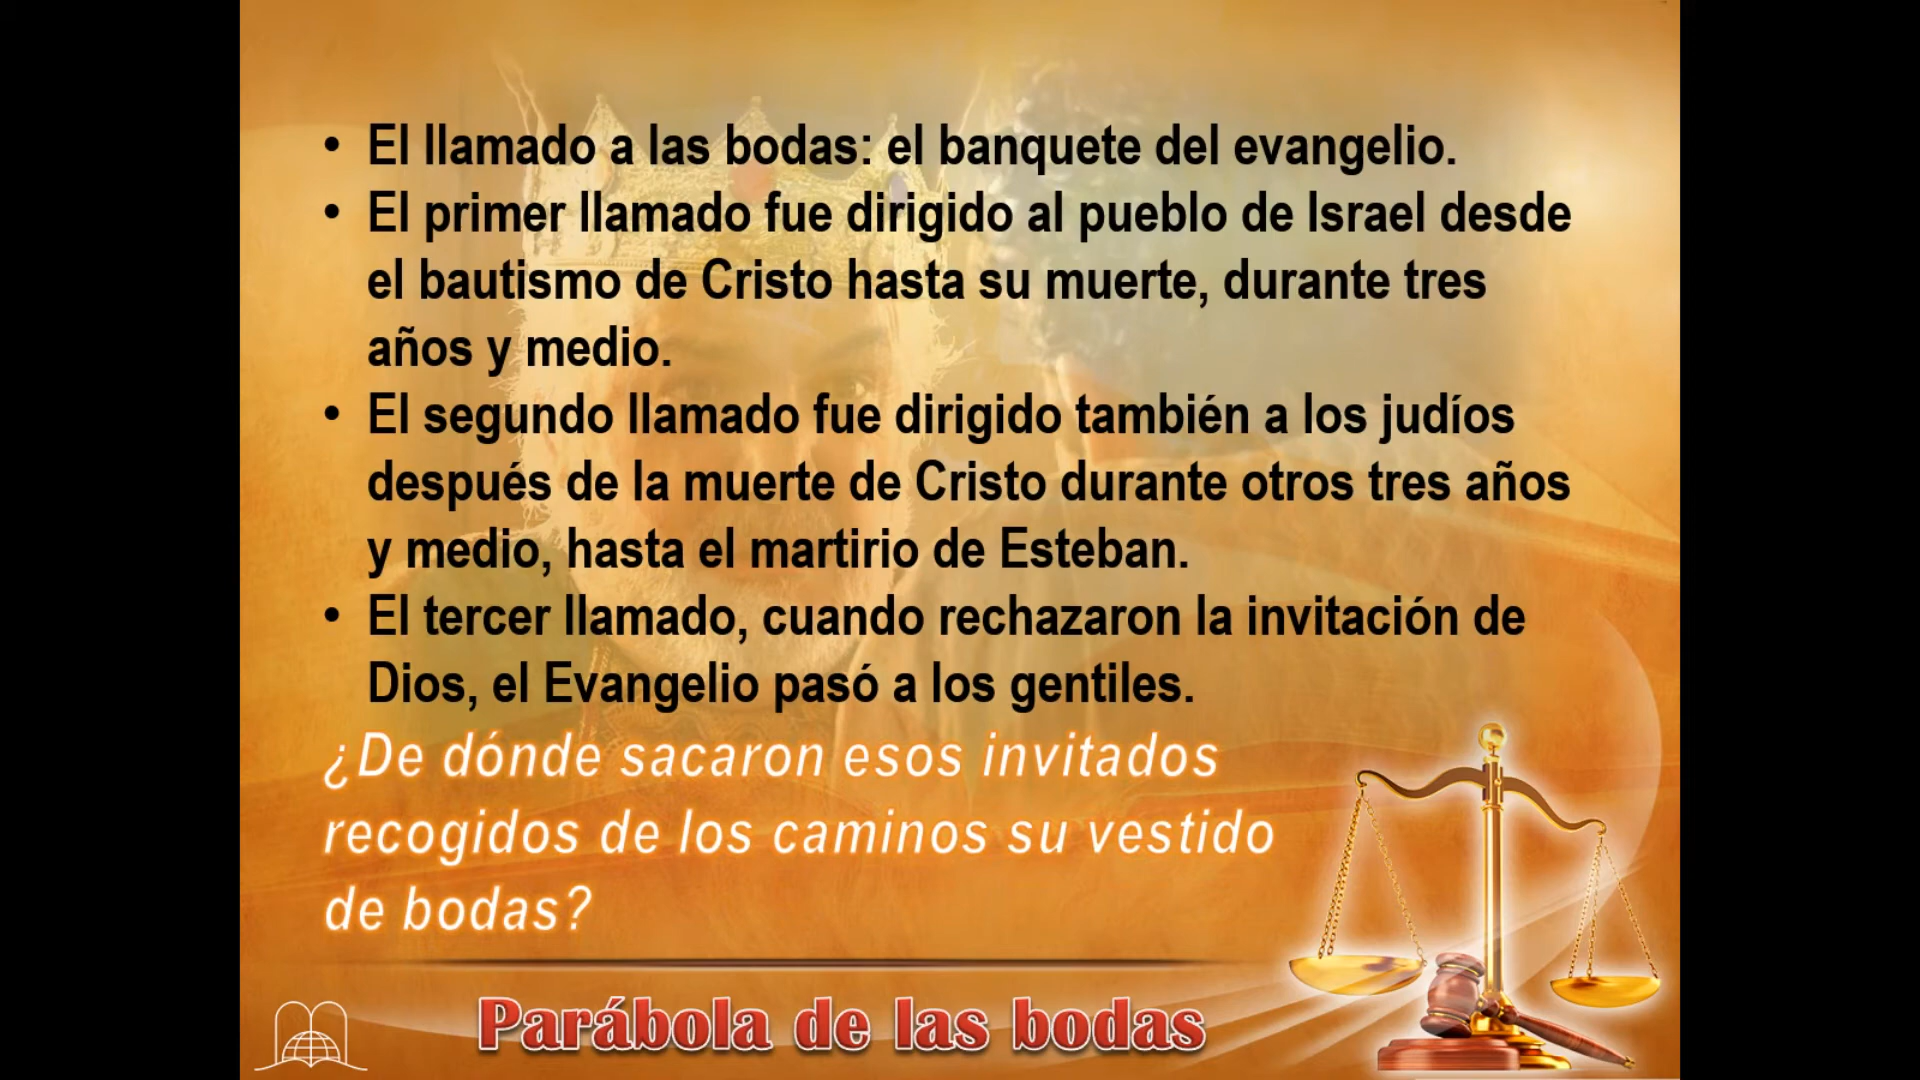 • El llamado a las bodas: el banquete del evangelio.
• El primer llamado fue dirigido al pueblo de Israel desde
el bautismo de Cristo hasta su muerte, durante tres
años y medio.
• El segundo llamado fue dirigido también a los judíos
después de la muerte de Cristo durante otros tres años
y medio, hasta el martirio de Esteban.
• El tercer llamado, cuando rechazaron la invitación de
Dios, el Evangelio pasó a los gentiles.
¿De dónde sacaron esos invitados
recogidos de los caminos su vestido
de bodas?
Parábola de las bodas